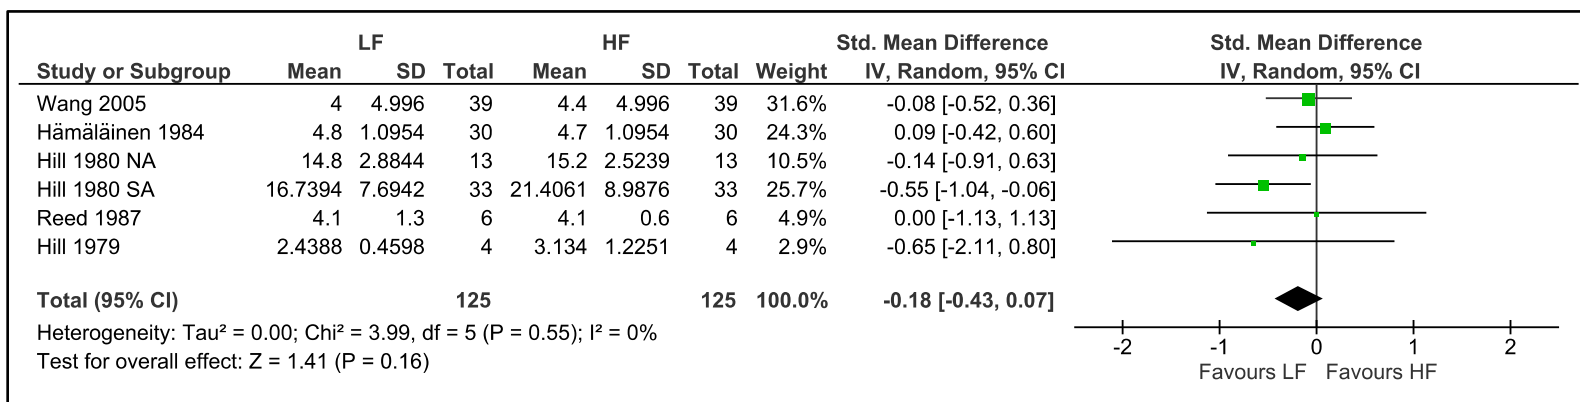 LF HF Std. Mean Difference Std. Mean Difference
Study or Subgroup Mean SD Total Mean SD Total Weight IV, Random, 95% CI IV, Random, 95% CI
Wang 2005 4 4.996 39 4.4 4.996 39 31.6% -0.08 [-0.52, 0.36]
Hämäläinen 1984 4.8 1.0954 30 4.7 1.0954 30 24.3% 0.09 [-0.42, 0.60]
Hill 1980 NA 14.8 2.8844 13 15.2 2.5239 13 10.5% -0.14 [-0.91, 0.63]
Hill 1980 SA 16.7394 7.6942 33 21.4061 8.9876 33 25.7% -0.55 [-1.04, -0.06]
Reed 1987 4.1 1.3 6 4.1 0.6 6 4.9% 0.00 [-1.13, 1.13]
Hill 1979 2.4388 0.4598 4 3.134 1.2251 4 2.9% -0.65 [-2.11, 0.80]
Total (95% CI) 125 125 100.0% -0.18 [-0.43, 0.07]
Heterogeneity: Tau² = 0.00; Chi² = 3.99, df = 5 (P = 0.55); I² = 0%
Test for overall effect: Z = 1.41 (P = 0.16)
-2 -1 0 1 2
Favours LF Favours HF